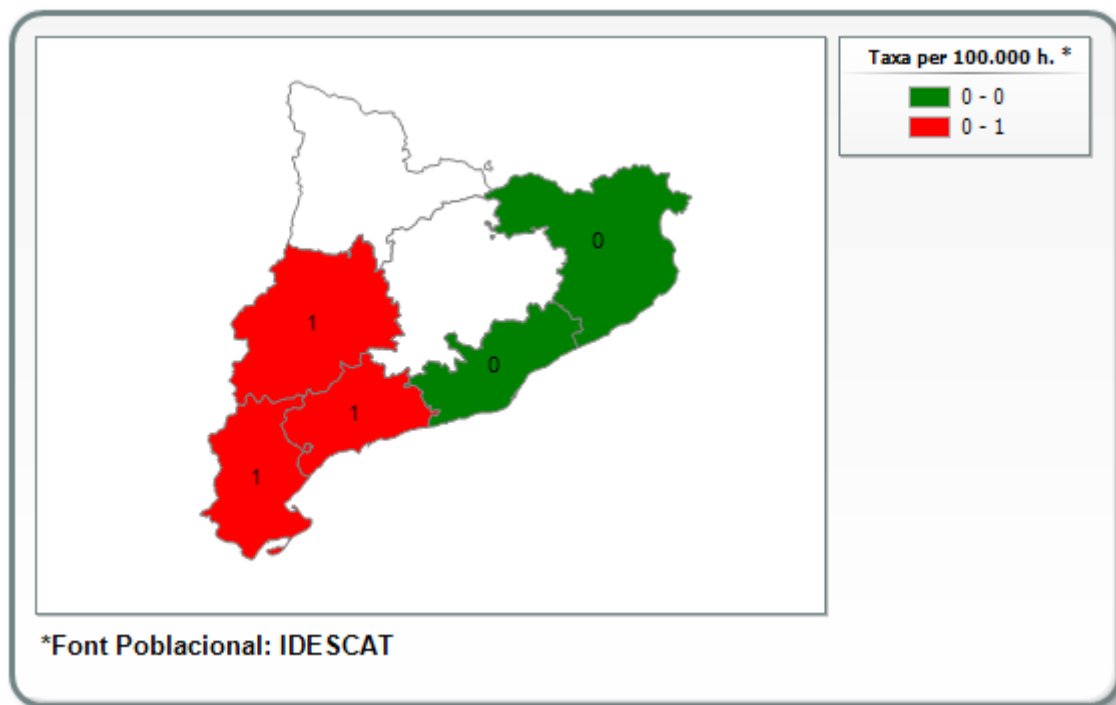 Taxa per 100.000 h. *
0 - 0
0 - 1
0
1
0
1
1
*Font Poblacional: IDESCAT